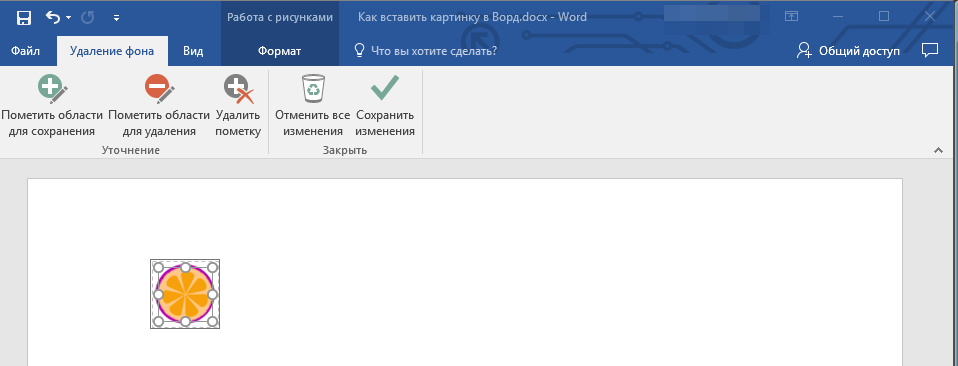 Работа с рисунками
Как вставить картинку в Ворд.docx - Word
Файл
Удаление фона
Вид
Формат
Что вы хотите сделать?
Общий доступ
Пометить области
для сохранения
Пометить области
для удаления
Удалить
пометку
Отменить все
изменения
Сохранить
изменения
Уточнение
Закрыть